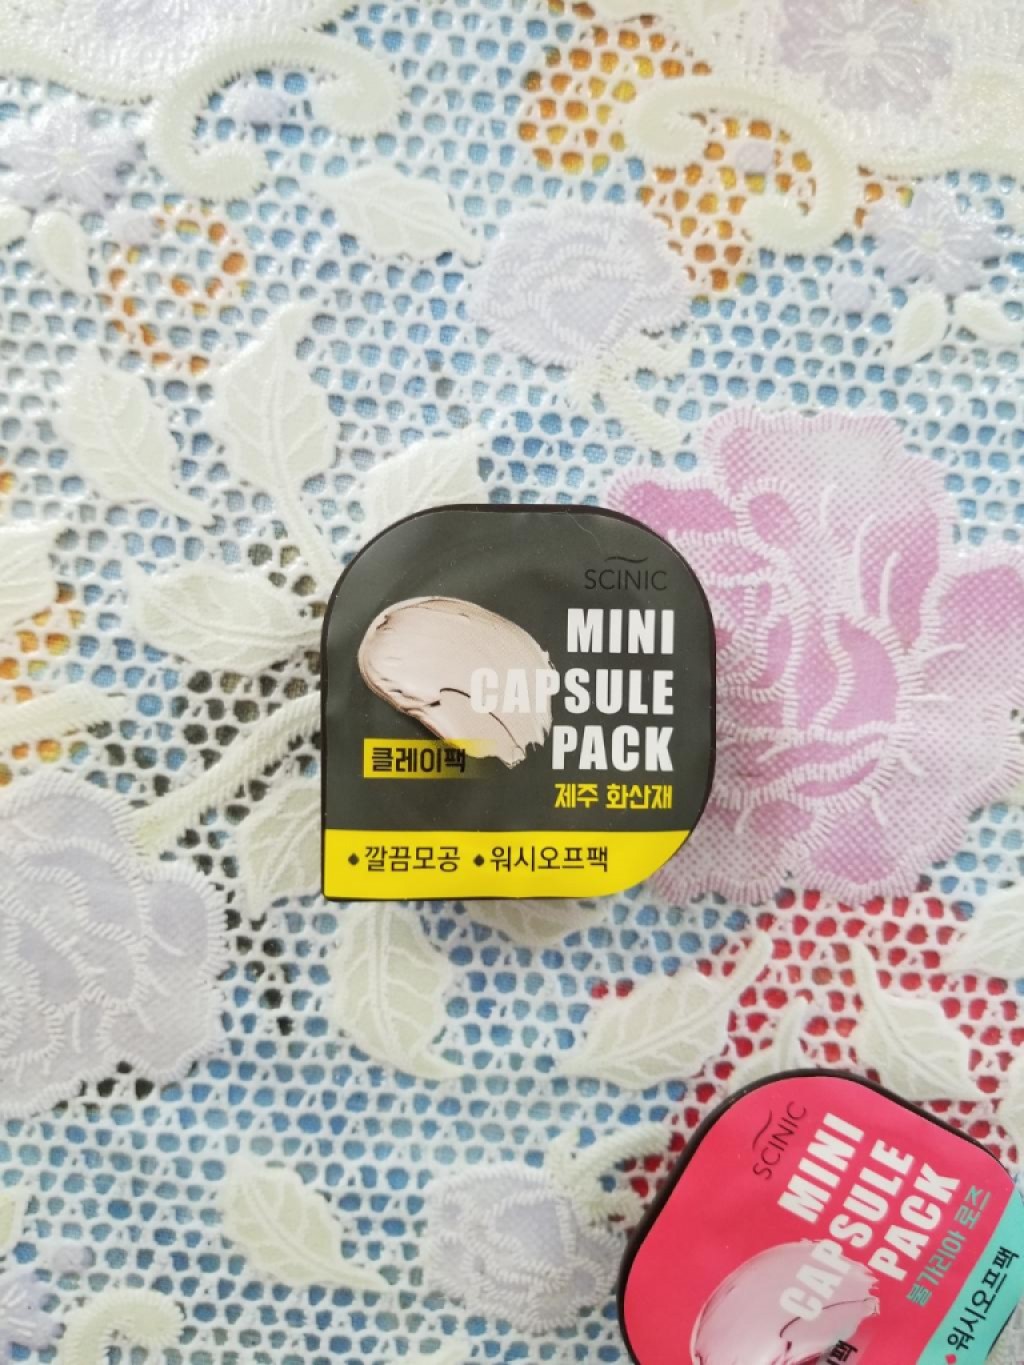 SCINIC
MINI
CAPSULE
PACK
클레이팩
제주 화산재
•깔끔모공 •워시오프팩
SCINIC
MINI
CAPSULE
PACK
불가리아 로즈
•워시오프팩